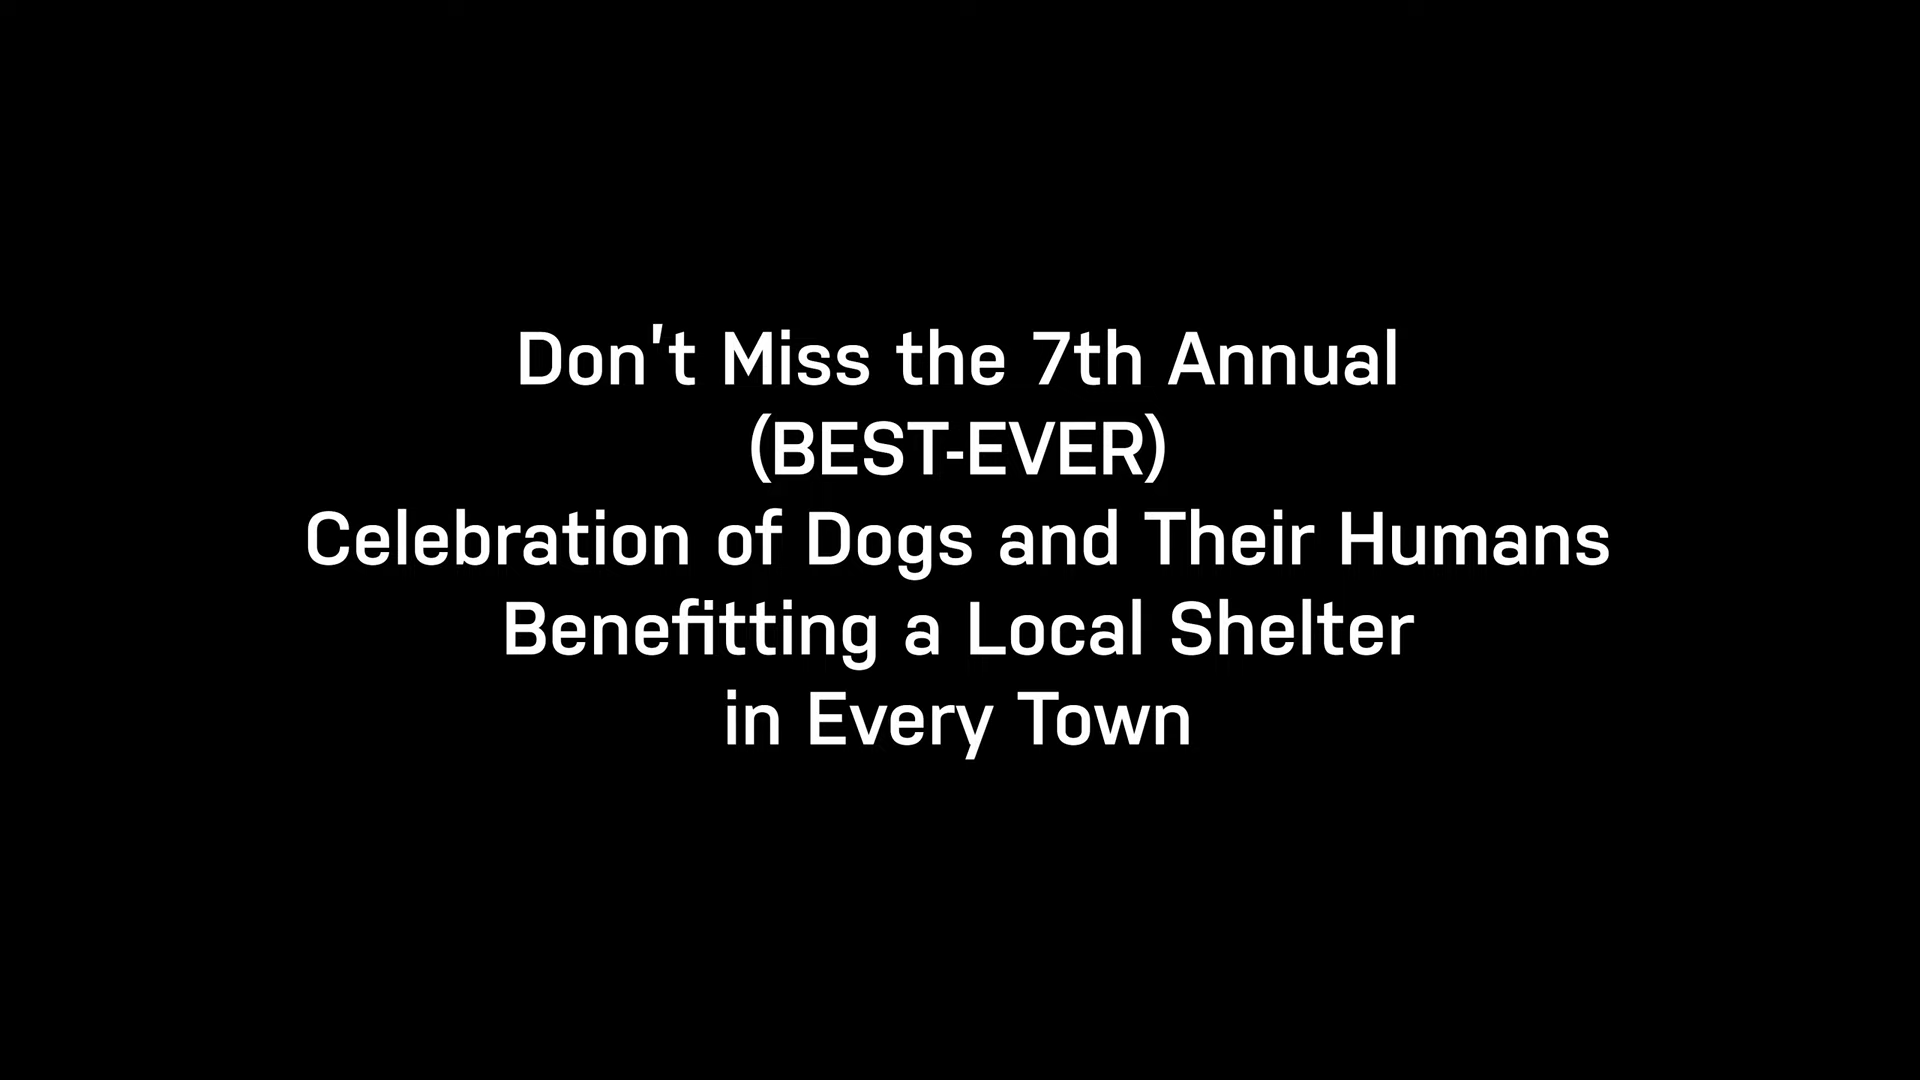 Don't Miss the 7th Annual
(BEST-EVER)
Celebration of Dogs and Their Humans
Benefitting a Local Shelter
in Every Town